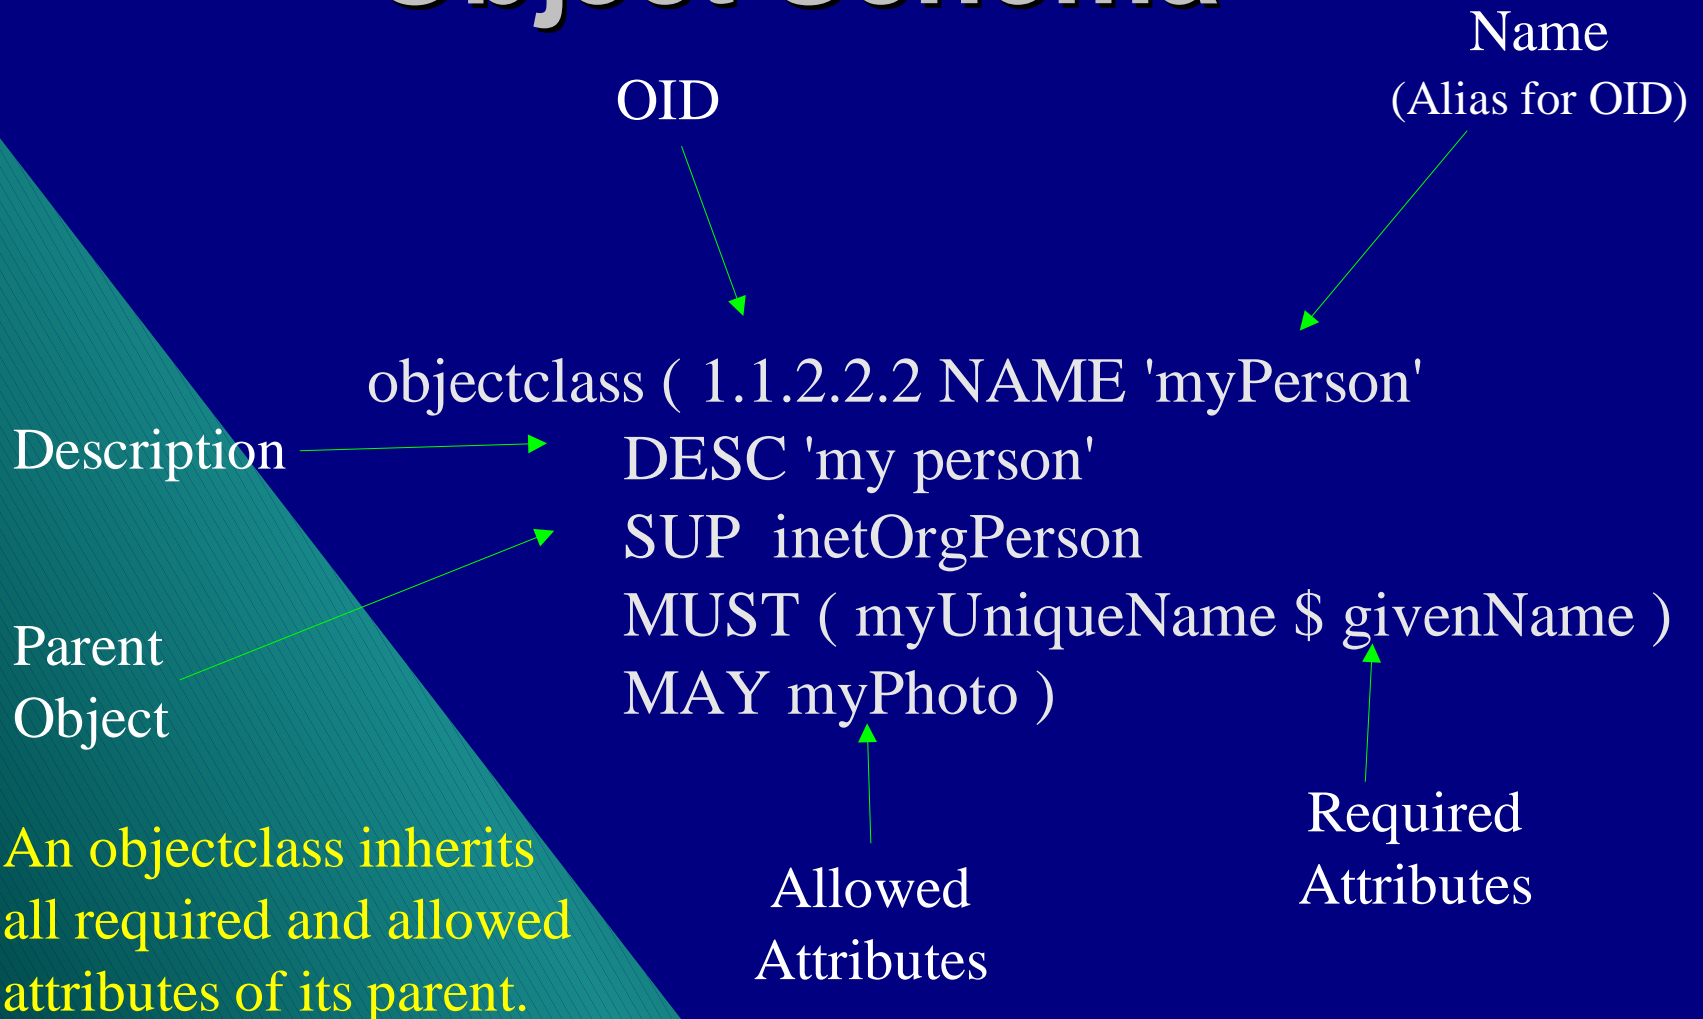 Object Schema
Name
(Alias for OID)
OID
objectclass ( 1.1.2.2.2 NAME 'myPerson'
Description
DESC 'my person'
SUP inetOrgPerson
MUST ( myUniqueName $ givenName )
Parent
Object
MAY myPhoto )
Required
Attributes
Allowed
Attributes
An objectclass inherits
all required and allowed
attributes of its parent.